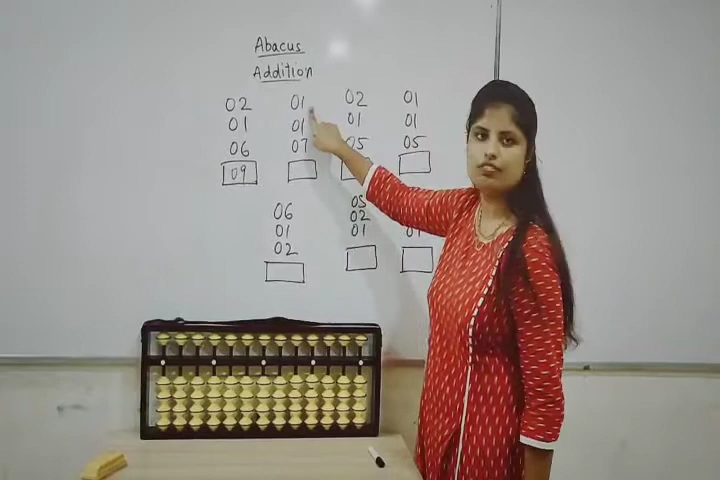 Abacus
Addition
02 01 02 01
01 01 01 01
06 07 05 05
09
06 05
01 02
02 01 01